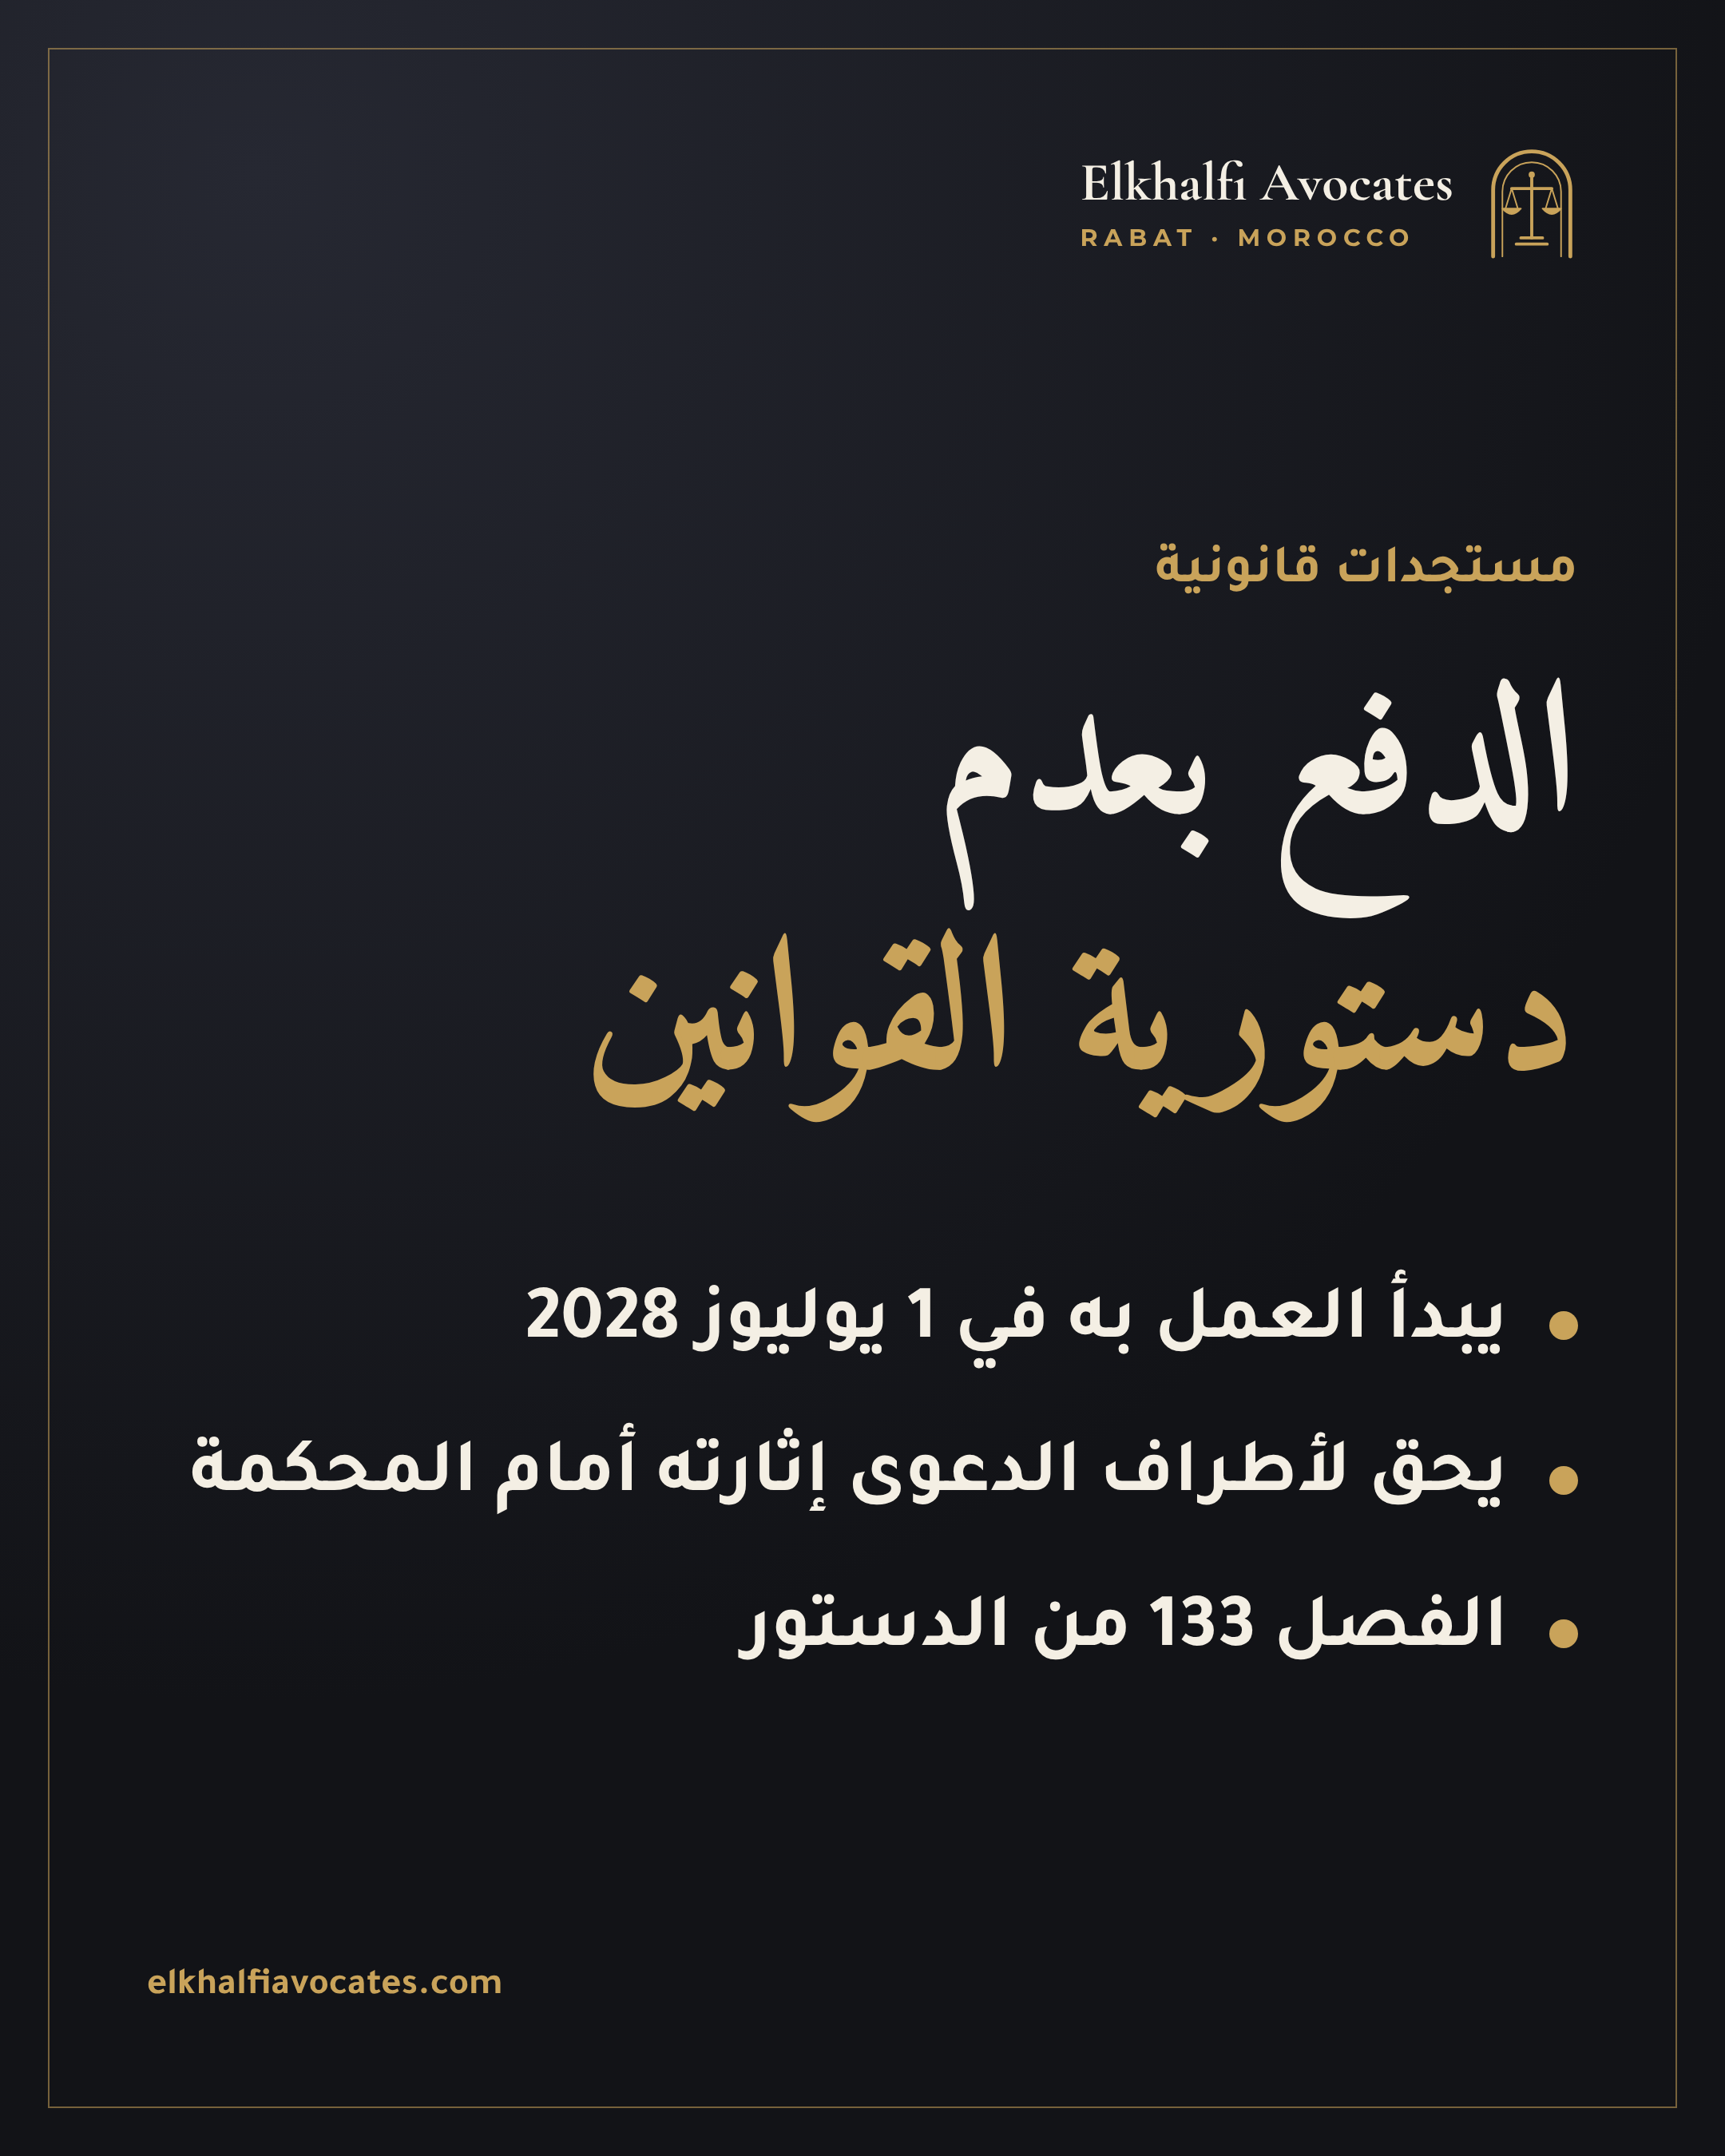 Elkhalfi Avocates
RABAT · MOROCCO
مستجدات قانونية
الدفع بعدم
دستورية القوانين
يبدأ العمل به في 1 يوليوز 2028
يحق لأطراف الدعوى إثارته أمام المحكمة
الفصل 133 من الدستور
elkhalfiavocates.com